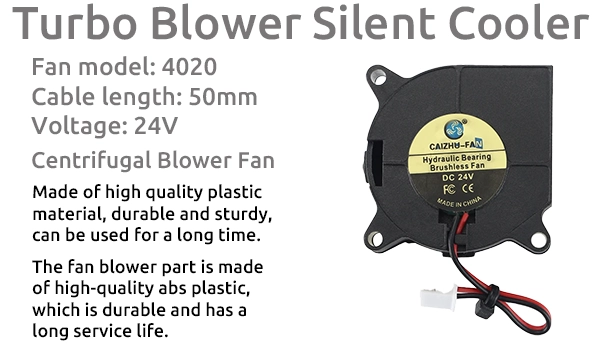 Turbo Blower Silent Cooler
Fan model: 4020
Cable length: 50mm
Voltage: 24V
Centrifugal Blower Fan
Made of high quality plastic
material, durable and sturdy,
can be used for a long time.
The fan blower part is made
of high-quality abs plastic,
which is durable and has a
long service life.
CAIZHU-FAN
Hydraulic Bearing
Brushless Fan
DC 24V
FC CE
MADE IN CHINA